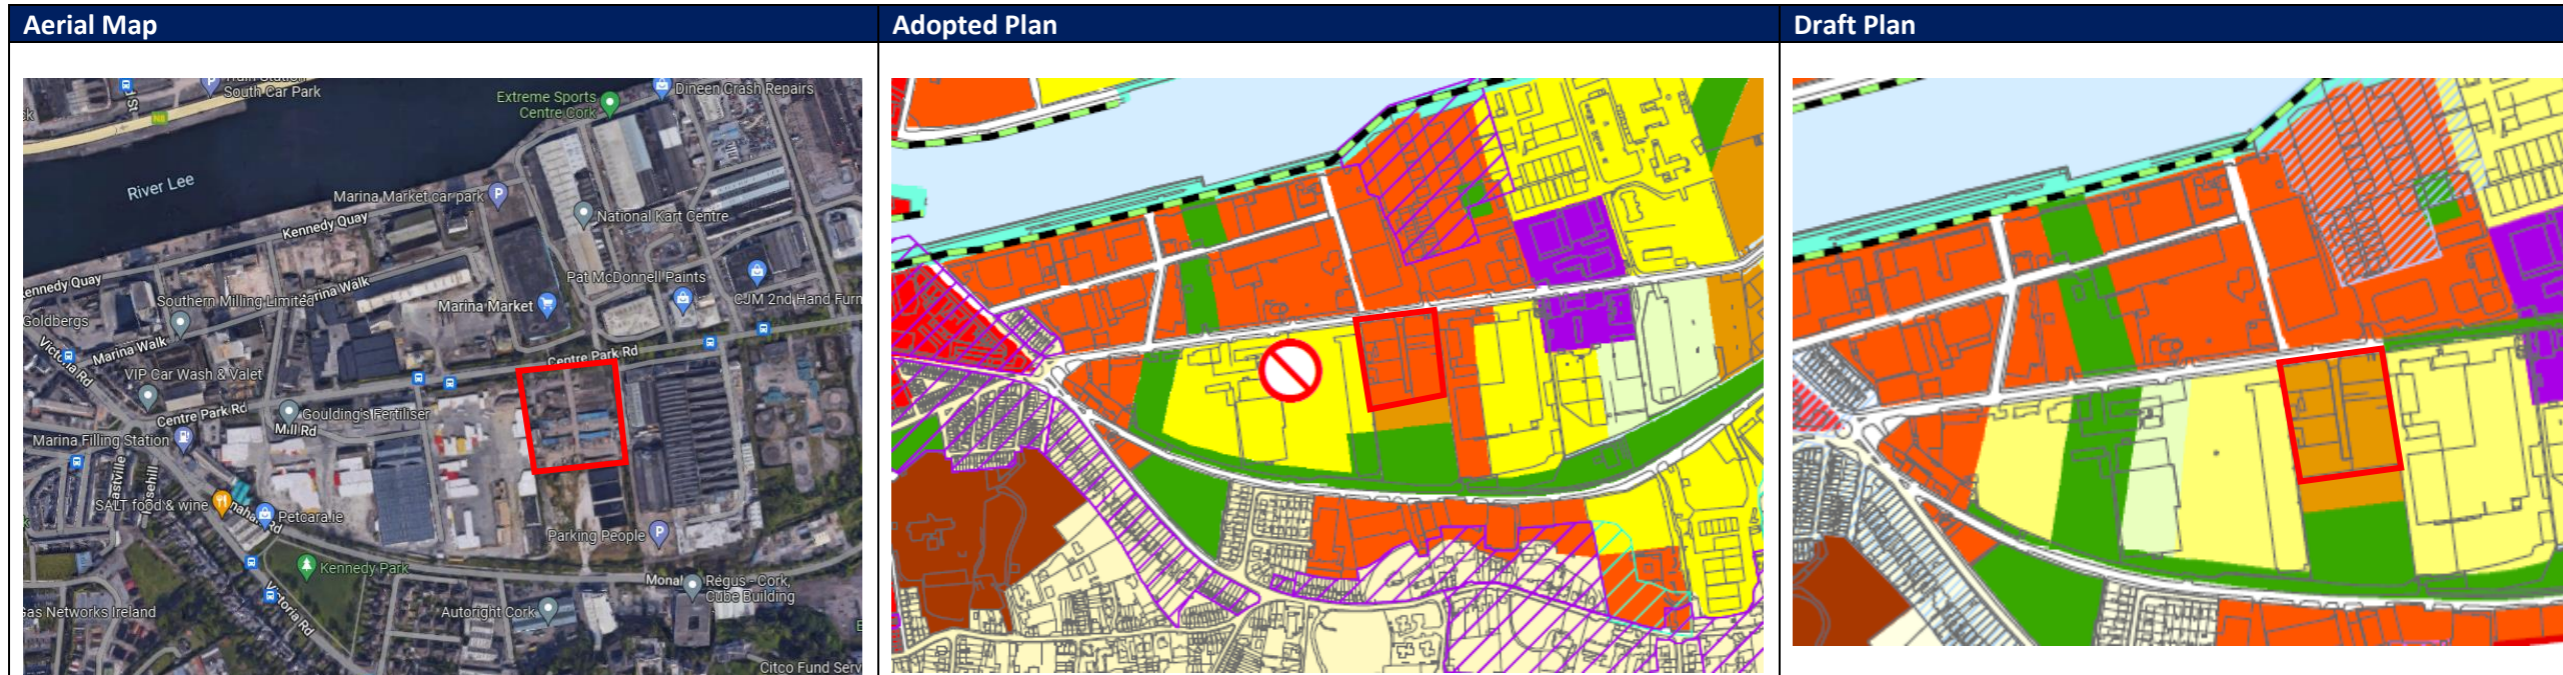 Aerial Map
Adopted Plan
Draft Plan
South Car Park
N8
River Lee
Extreme Sports
Centre Cork
Dineen Crash Repairs
Marina Market car park
National Kart Centre
Kennedy Quay
Kennedy Quay
Pat McDonnell Paints
Southern Milling Limited
Marina Market
CJM 2nd Hand Furn
Goldbergs
Marina Walk
Centre Park Rd
VIP Car Wash & Valet
Centre Park Rd
Goulding's Fertiliser
Mill Rd
Marina Filling Station
SALT food & wine
Petcara.ie
Parking People
Kennedy Park
Regus - Cork,
Cube Building
Gas Networks Ireland
Autoright Cork
Victoria Rd
Citco Fund Serv